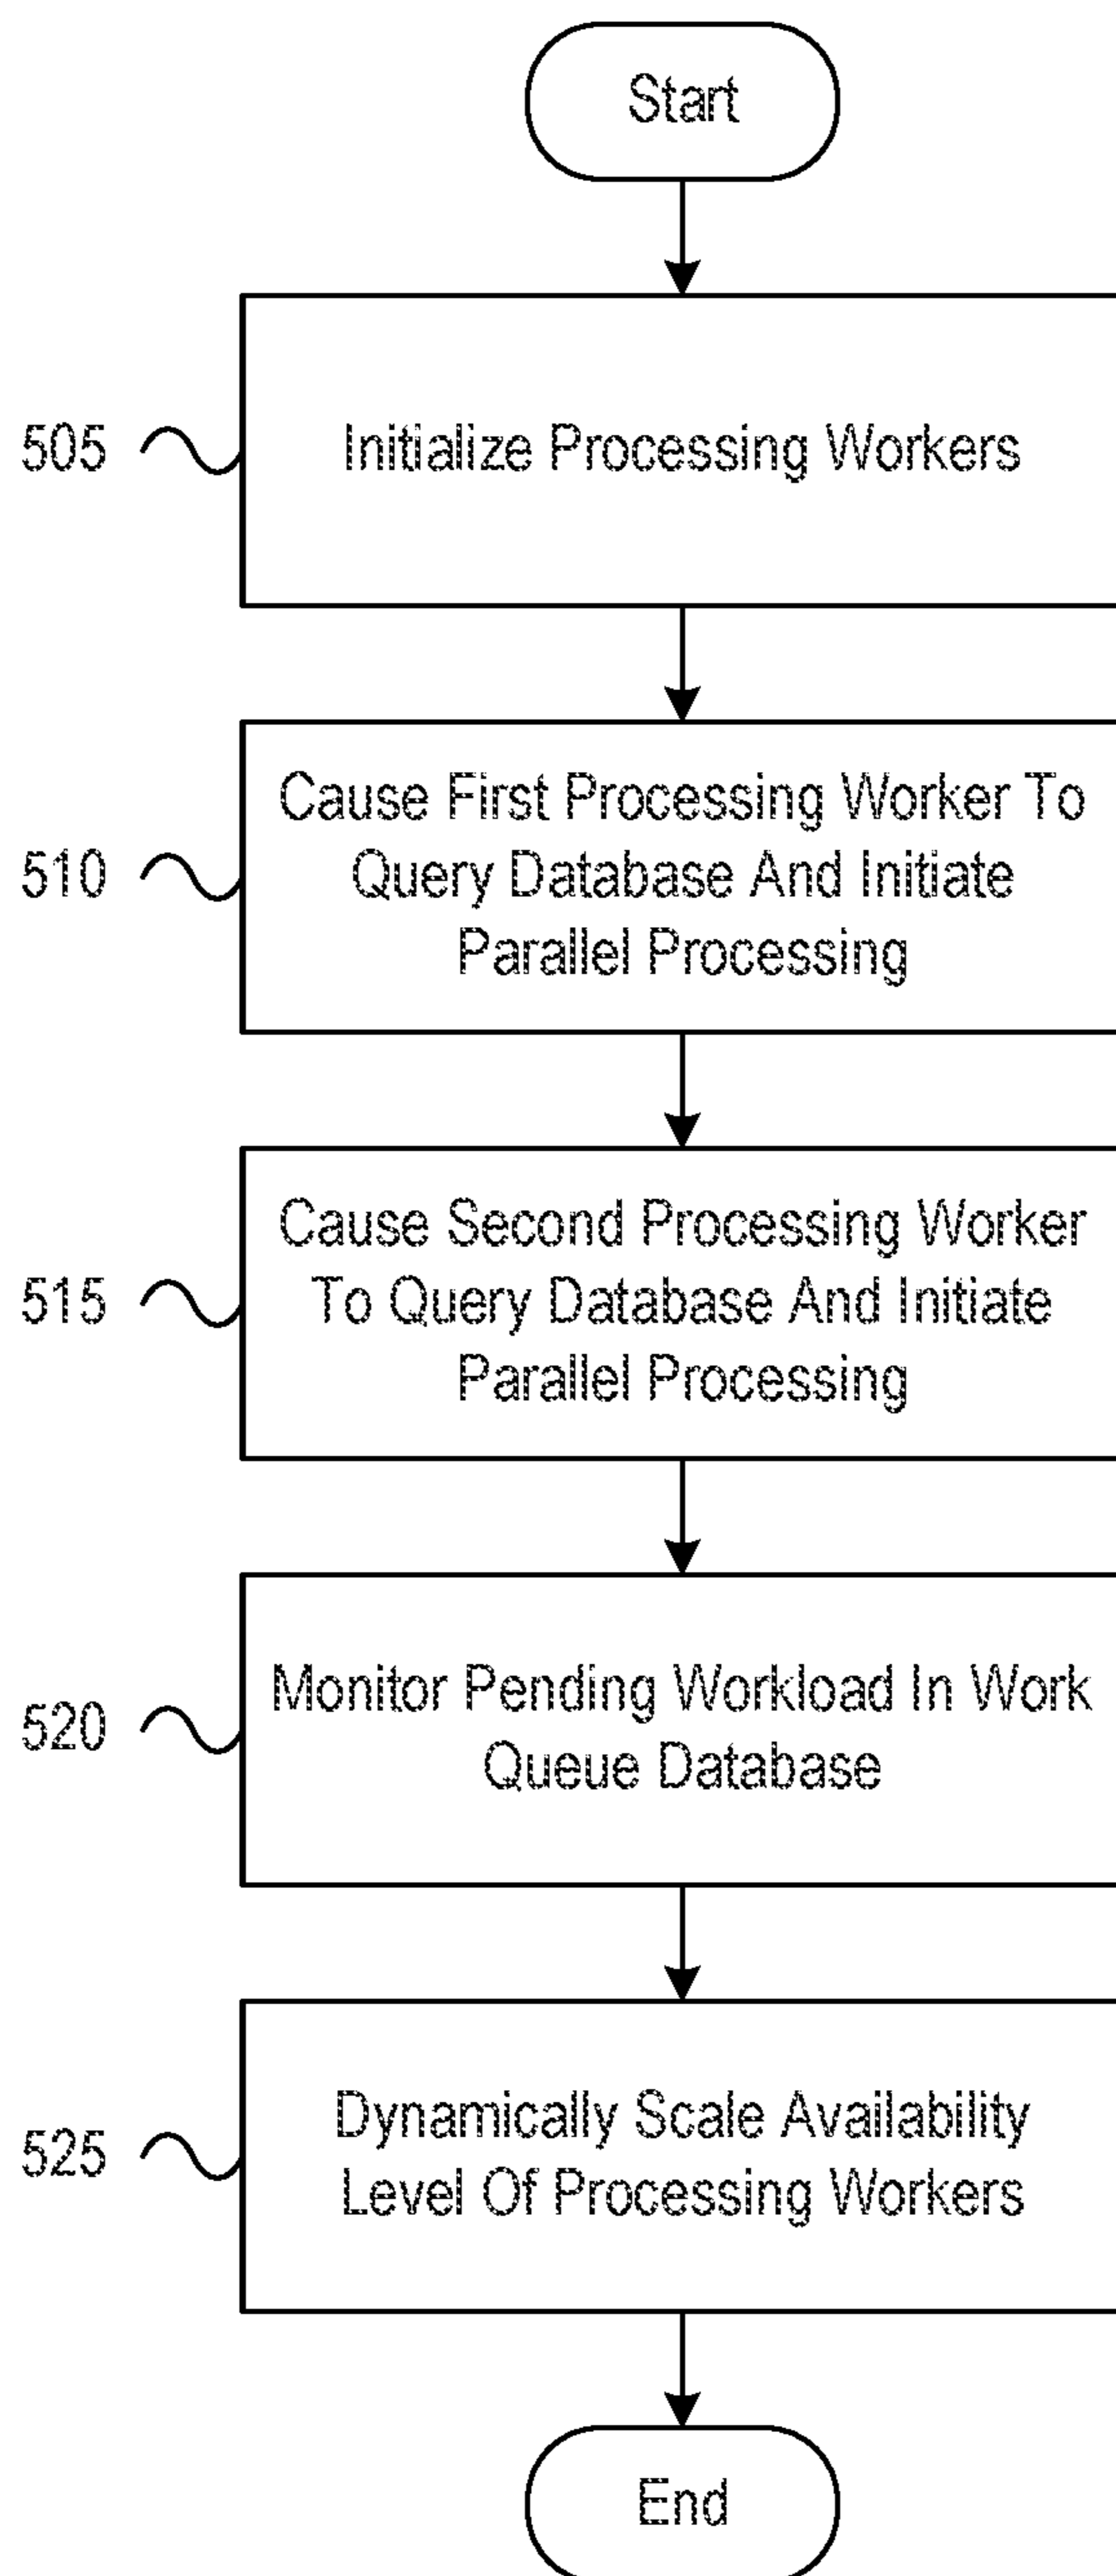 Start
505
Initialize Processing Workers
510
Cause First Processing Worker To
Query Database And Initiate
Parallel Processing
515
Cause Second Processing Worker
To Query Database And Initiate
Parallel Processing
520
Monitor Pending Workload In Work
Queue Database
525
Dynamically Scale Availability
Level Of Processing Workers
End